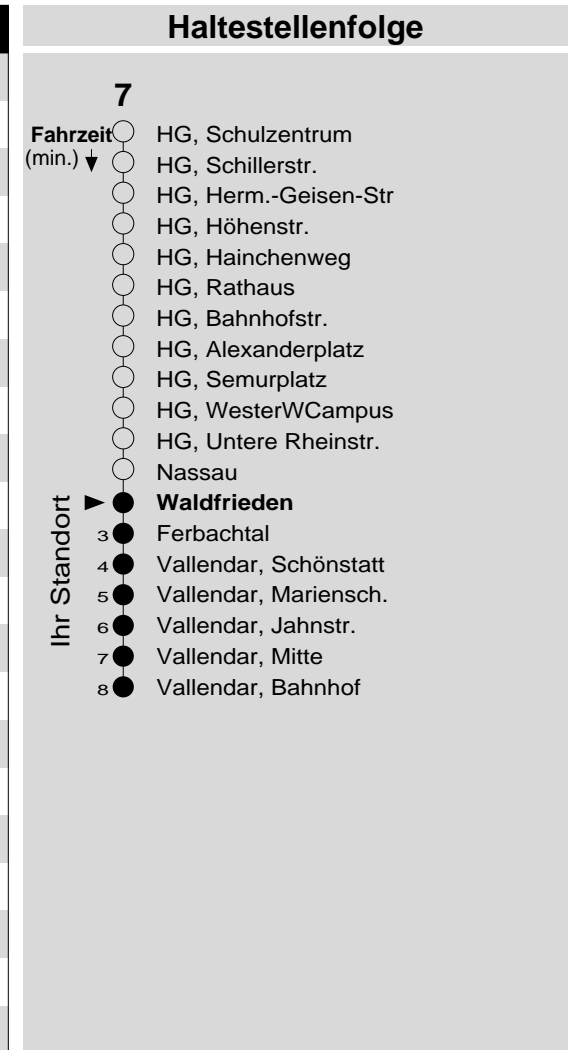 Haltestellenfolge
7
Fahrzeit HG, Schulzentrum
(min.) HG, Schillerstr.
HG, Herm.-Geisen-Str
HG, Höhenstr.
HG, Hainchenweg
HG, Rathaus
HG, Bahnhofstr.
HG, Alexanderplatz
HG, Semurplatz
HG, WesterWCampus
HG, Untere Rheinstr.
Nassau
Ihr Standort
Waldfrieden
3 Ferbachtal
4 Vallendar, Schönstatt
5 Vallendar, Mariensch.
6 Vallendar, Jahnstr.
7 Vallendar, Mitte
8 Vallendar, Bahnhof